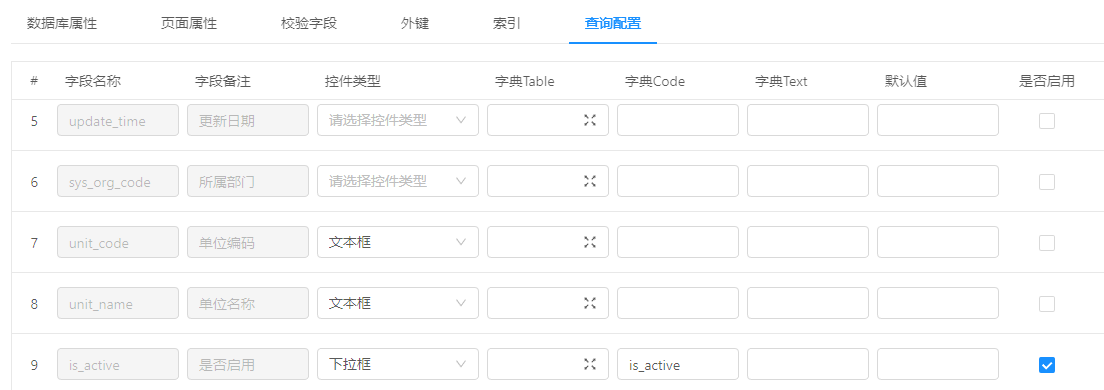 数据库属性 页面属性 校验字段 外键 索引 查询配置
# 字段名称 字段备注 控件类型 字典Table 字典Code 字典Text 默认值 是否启用
5 update_time 更新日期 请选择控件类型
6 sys_org_code 所属部门 请选择控件类型
7 unit_code 单位编码 文本框
8 unit_name 单位名称 文本框
9 is_active 是否启用 下拉框 is_active